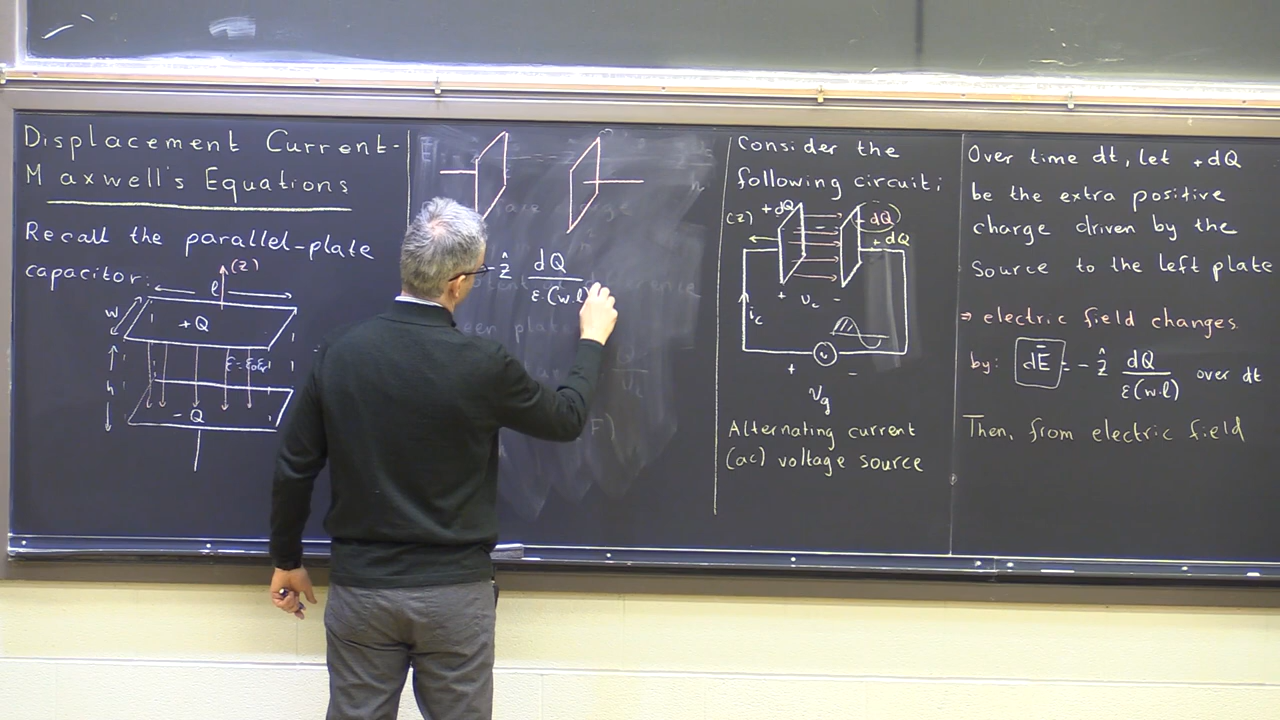 Displacement Current-
Maxwell's Equations
Recall the parallel-plate
capacitor:
(z)
l
w
+Q
h
ε = ε₀εᵣ
-Q
- ẑ dQ / ε(w.l)
Consider the
following circuit;
(z)
+dQ
-dQ
+dQ
-
+ v_c -
i_c
+ -
v_g
Alternating current
(ac) voltage source
Over time dt, let +dQ
be the extra positive
charge driven by the
Source to the left plate
⇒ electric field changes
by: dĒ = - ẑ dQ / ε(w.l) over dt
Then, from electric field